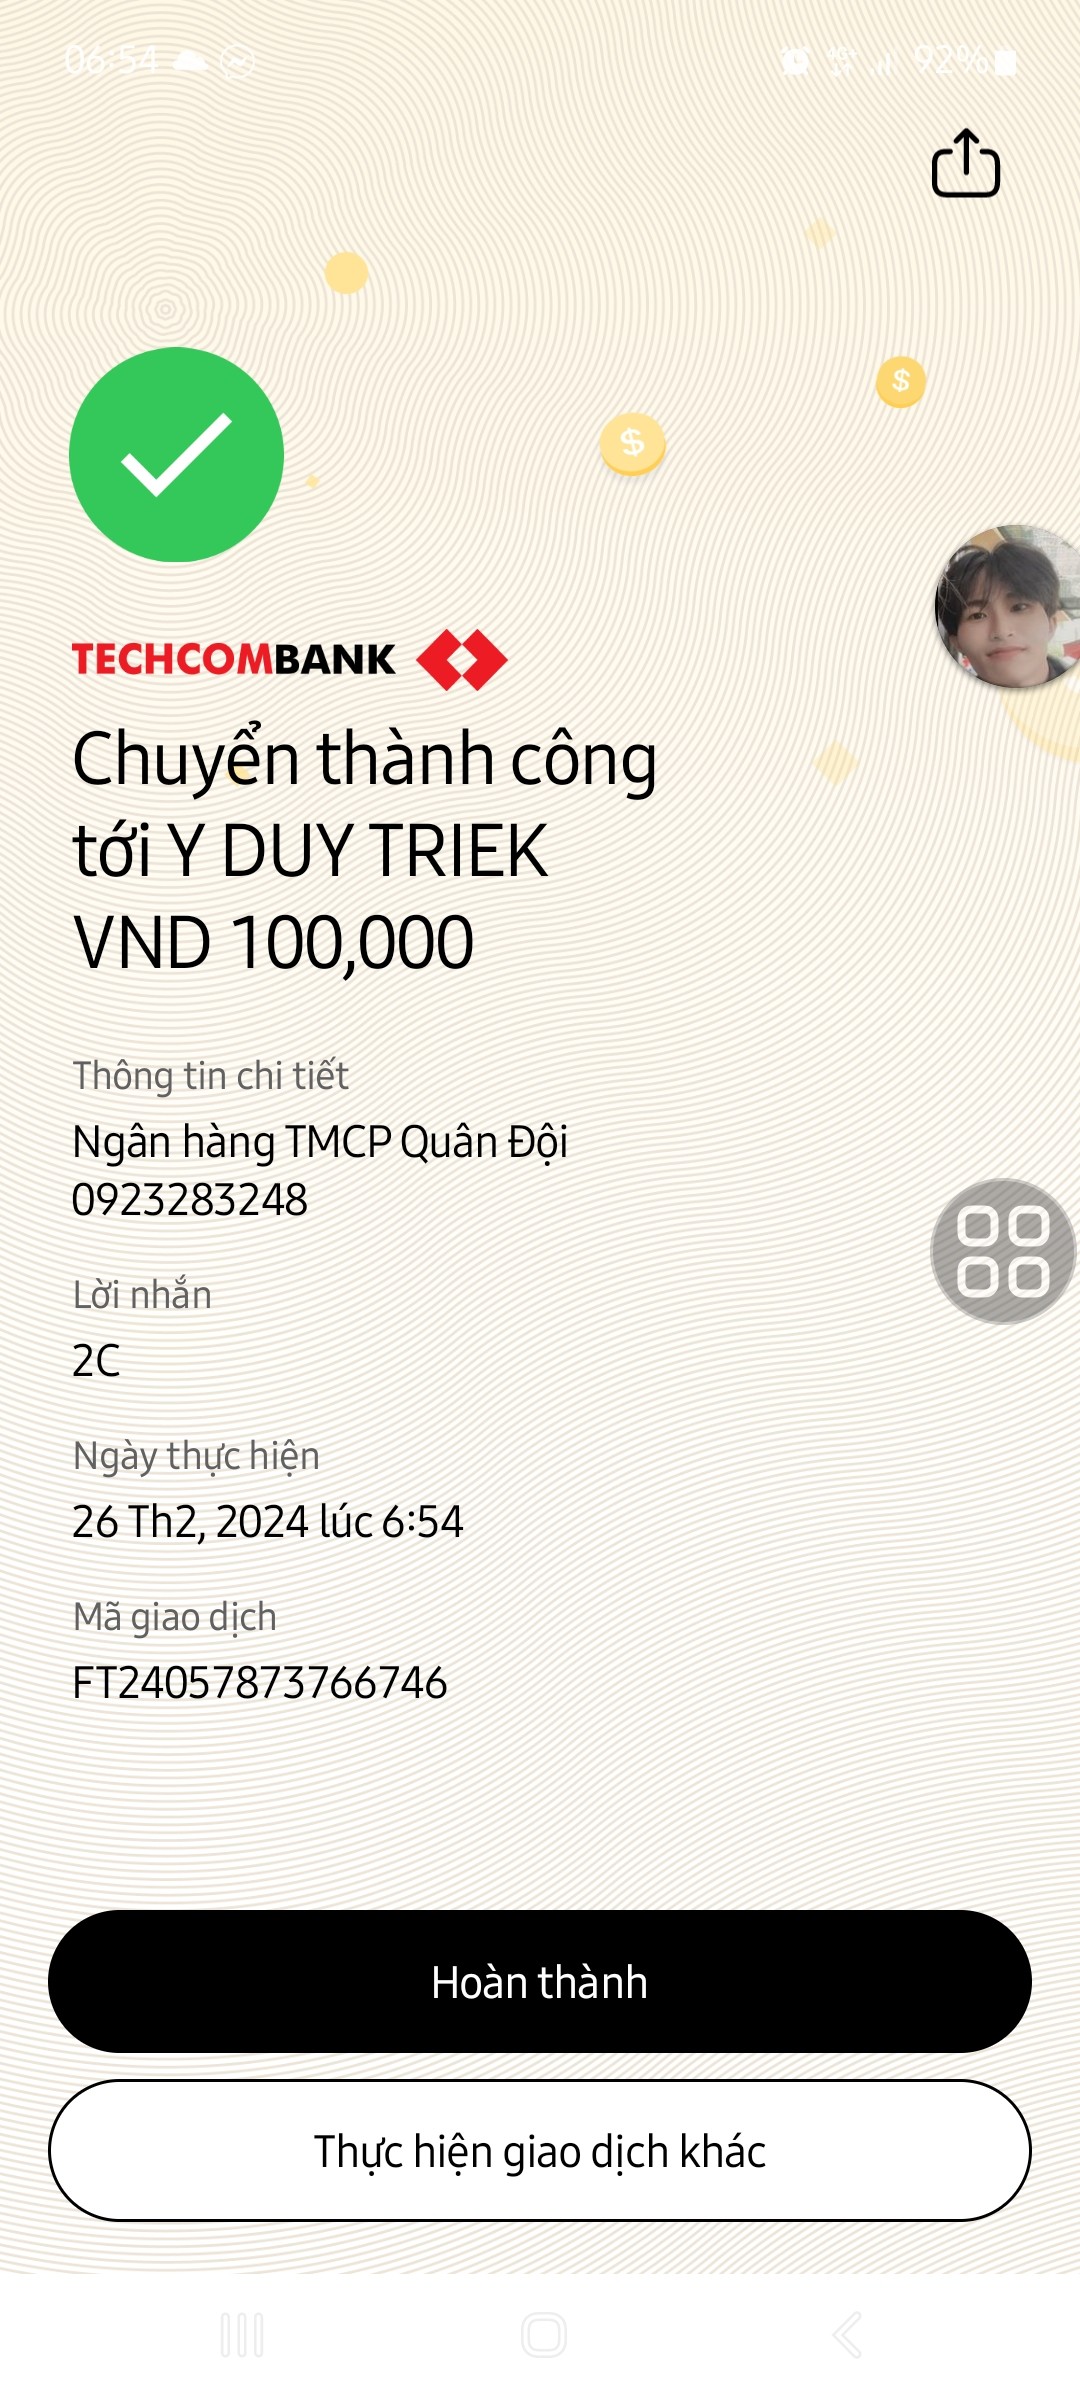 06:54
92%
TECHCOMBANK
Chuyển thành công
tới Y DUY TRIEK
VND 100,000
Thông tin chi tiết
Ngân hàng TMCP Quân Đội
0923283248
Lời nhắn
2C
Ngày thực hiện
26 Th2, 2024 lúc 6:54
Mã giao dịch
FT24057873766746
Hoàn thành
Thực hiện giao dịch khác